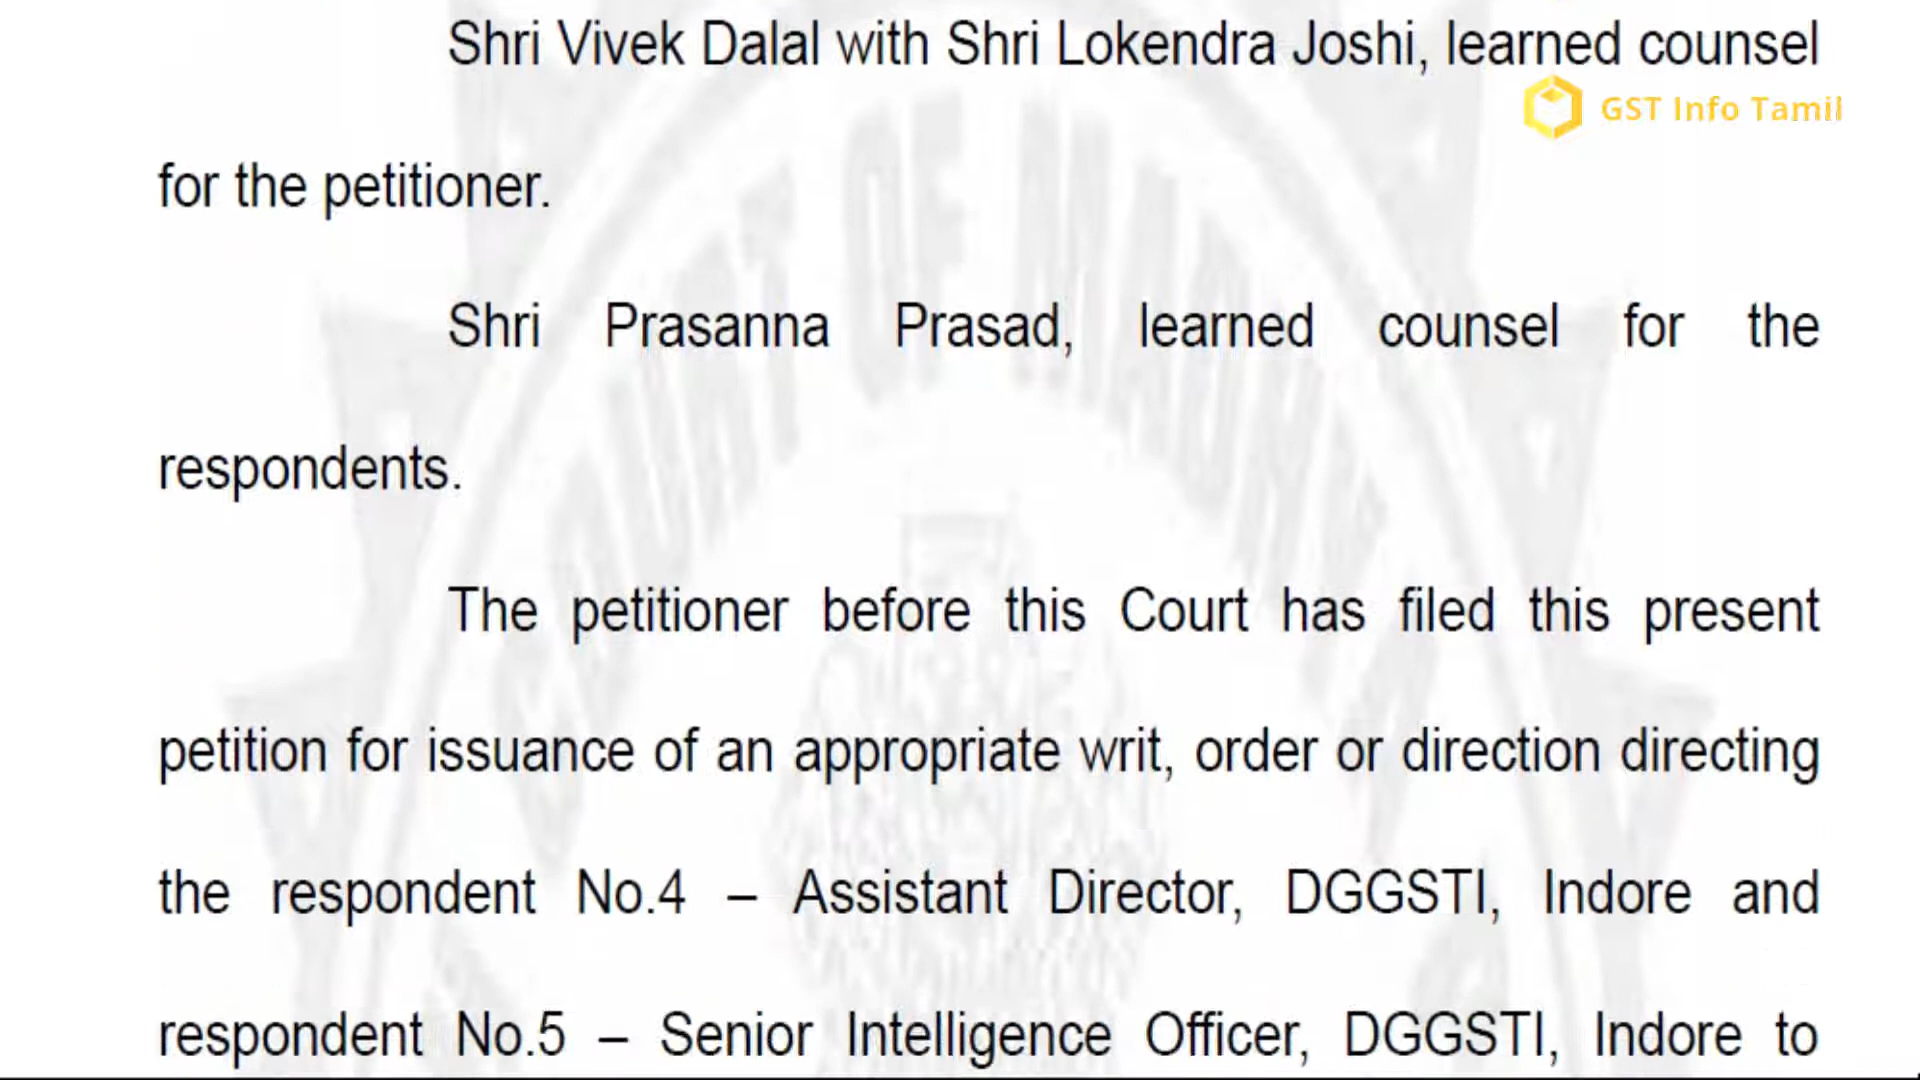 Shri Vivek Dalal with Shri Lokendra Joshi, learned counsel
GST Info Tamil
for the petitioner.
Shri Prasanna Prasad, learned counsel for the
respondents.
The petitioner before this Court has filed this present
petition for issuance of an appropriate writ, order or direction directing
the respondent No.4 – Assistant Director, DGGSTI, Indore and
respondent No.5 – Senior Intelligence Officer, DGGSTI, Indore to